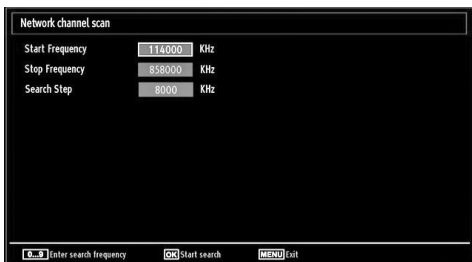 Network channel scan
Start Frequency 114000 KHz
Stop Frequency 858000 KHz
Search Step 8000 KHz
0...9 Enter search frequency OK Start search MENU Exit